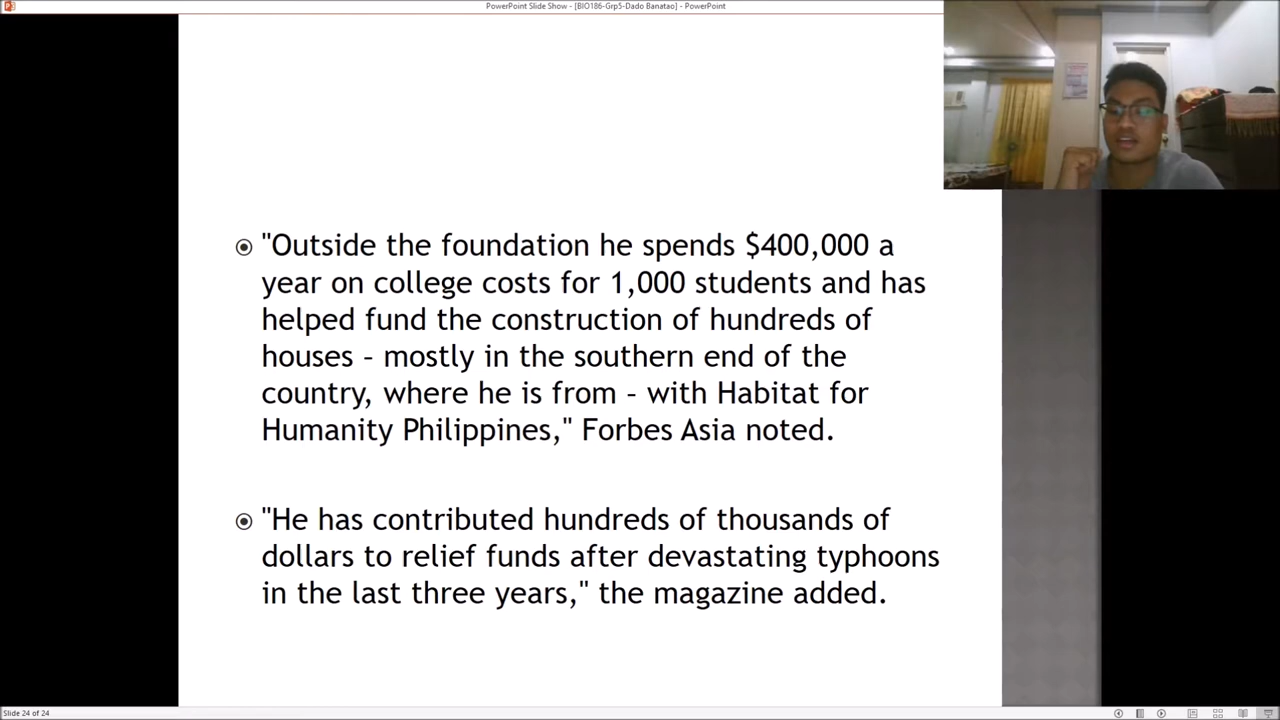 PowerPoint Slide Show - [BIO186-Grp5-Dado Banatao] - PowerPoint
"Outside the foundation he spends $400,000 a
year on college costs for 1,000 students and has
helped fund the construction of hundreds of
houses – mostly in the southern end of the
country, where he is from – with Habitat for
Humanity Philippines," Forbes Asia noted.
"He has contributed hundreds of thousands of
dollars to relief funds after devastating typhoons
in the last three years," the magazine added.
Slide 24 of 24